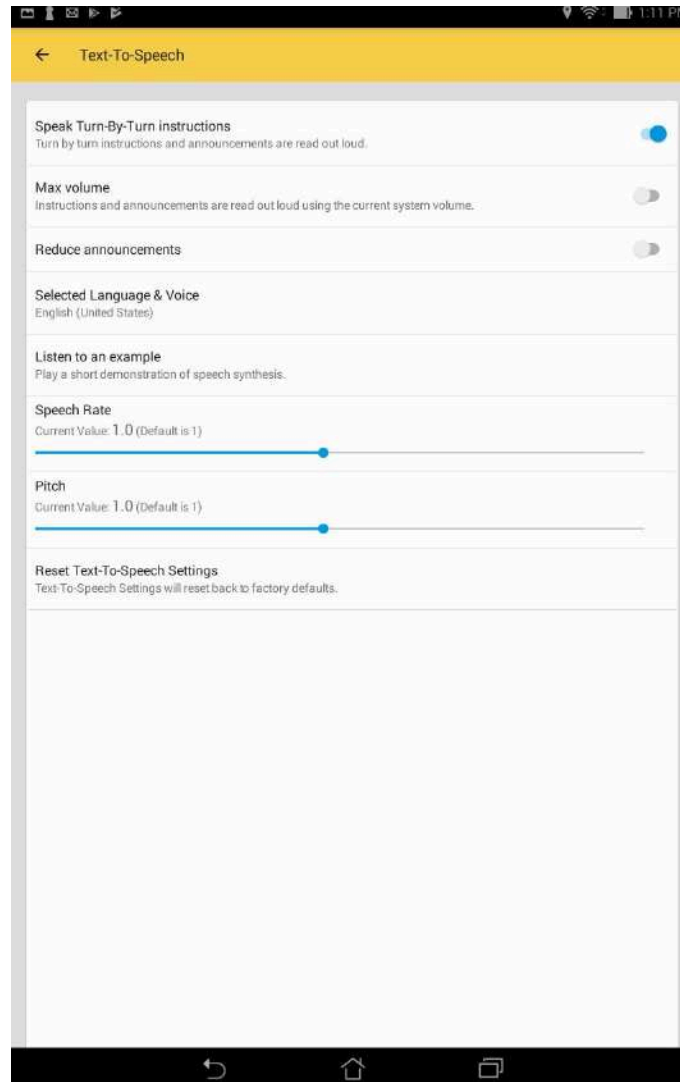 1:11 PM
Text-To-Speech
Speak Turn-By-Turn instructions
Turn by turn instructions and announcements are read out loud.
Max volume
Instructions and announcements are read out loud using the current system volume.
Reduce announcements
Selected Language & Voice
English (United States)
Listen to an example
Play a short demonstration of speech synthesis.
Speech Rate
Current Value: 1.0 (Default is 1)
Pitch
Current Value: 1.0 (Default is 1)
Reset Text-To-Speech Settings
Text-To-Speech Settings will reset back to factory defaults.